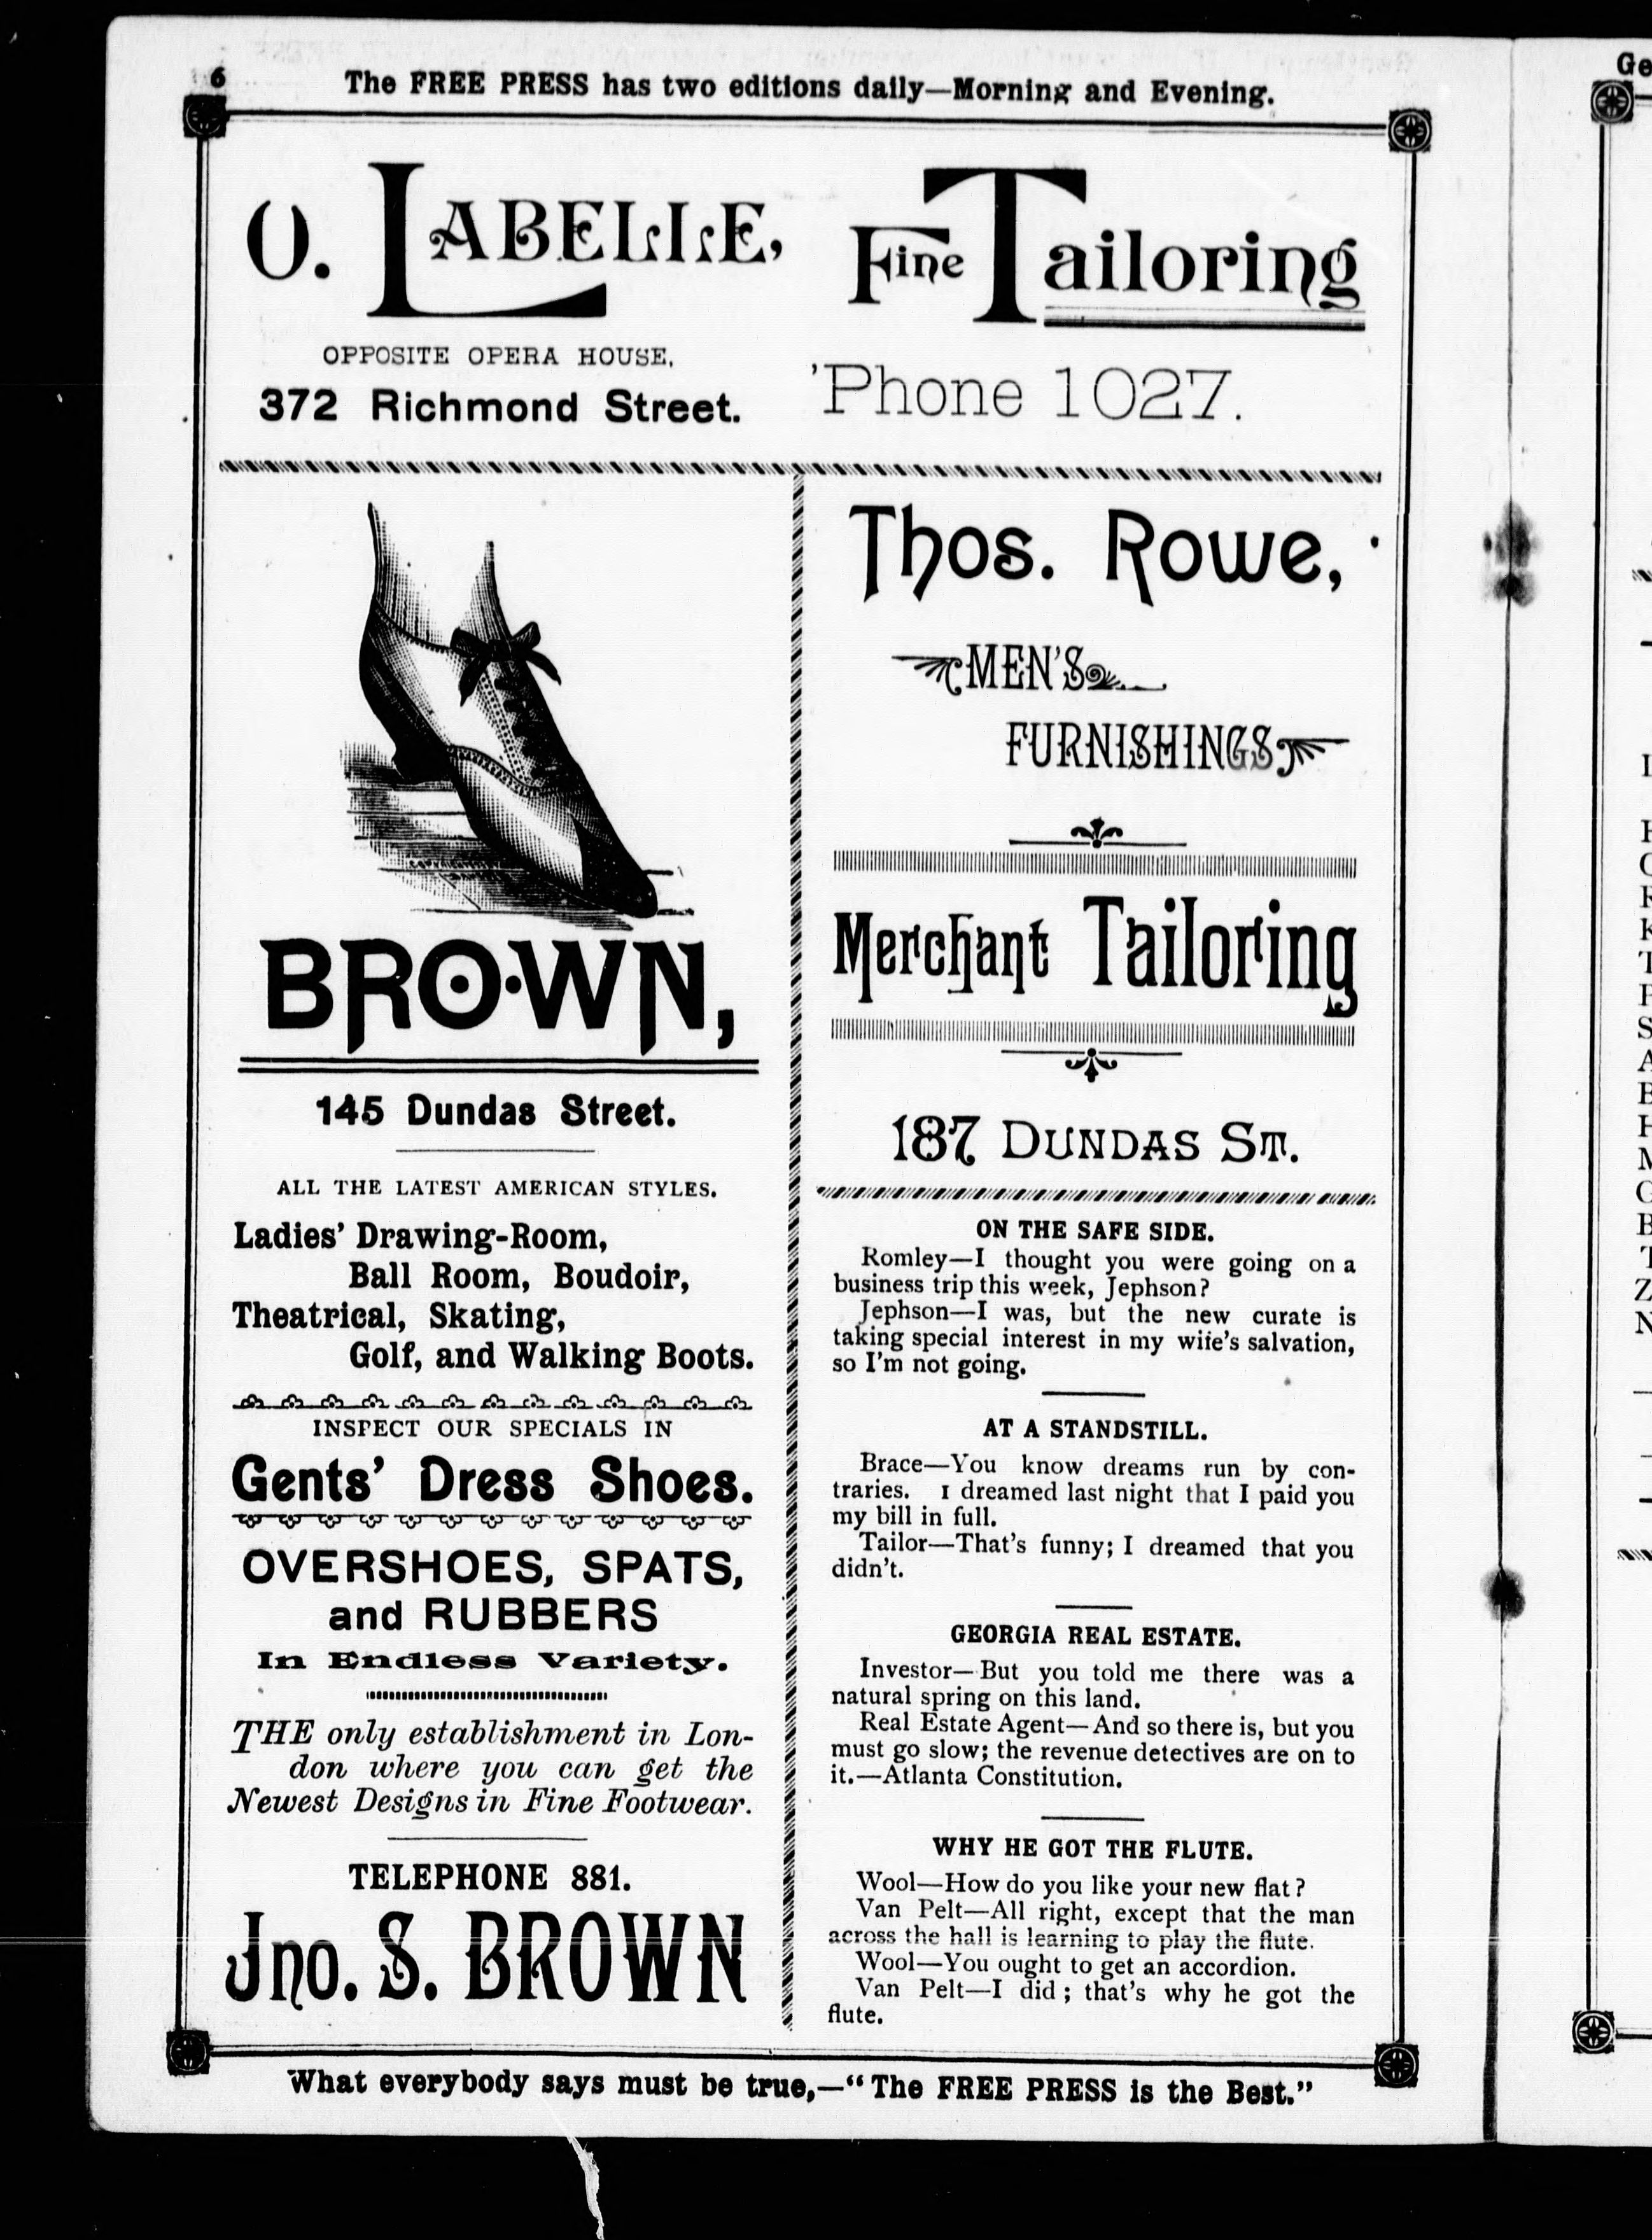 6
The FREE PRESS has two editions daily—Morning and Evening.
O. LABELLE,
Fine Tailoring
OPPOSITE OPERA HOUSE,
372 Richmond Street.
'Phone 1027.
BRO·WN,
145 Dundas Street.
ALL THE LATEST AMERICAN STYLES.
Ladies' Drawing-Room,
Ball Room, Boudoir,
Theatrical, Skating,
Golf, and Walking Boots.
INSPECT OUR SPECIALS IN
Gents' Dress Shoes.
OVERSHOES, SPATS,
and RUBBERS
In Endless Variety.
THE only establishment in Lon-
don where you can get the
Newest Designs in Fine Footwear.
TELEPHONE 881.
Jno. S. BROWN
Thos. Rowe,
MEN'S
FURNISHINGS
Merchant Tailoring
187 DUNDAS ST.
ON THE SAFE SIDE.
Romley—I thought you were going on a
business trip this week, Jephson?
Jephson—I was, but the new curate is
taking special interest in my wife's salvation,
so I'm not going.
AT A STANDSTILL.
Brace—You know dreams run by con-
traries. I dreamed last night that I paid you
my bill in full.
Tailor—That's funny; I dreamed that you
didn't.
GEORGIA REAL ESTATE.
Investor—But you told me there was a
natural spring on this land.
Real Estate Agent—And so there is, but you
must go slow; the revenue detectives are on to
it.—Atlanta Constitution.
WHY HE GOT THE FLUTE.
Wool—How do you like your new flat?
Van Pelt—All right, except that the man
across the hall is learning to play the flute.
Wool—You ought to get an accordion.
Van Pelt—I did; that's why he got the
flute.
What everybody says must be true,—"The FREE PRESS is the Best."